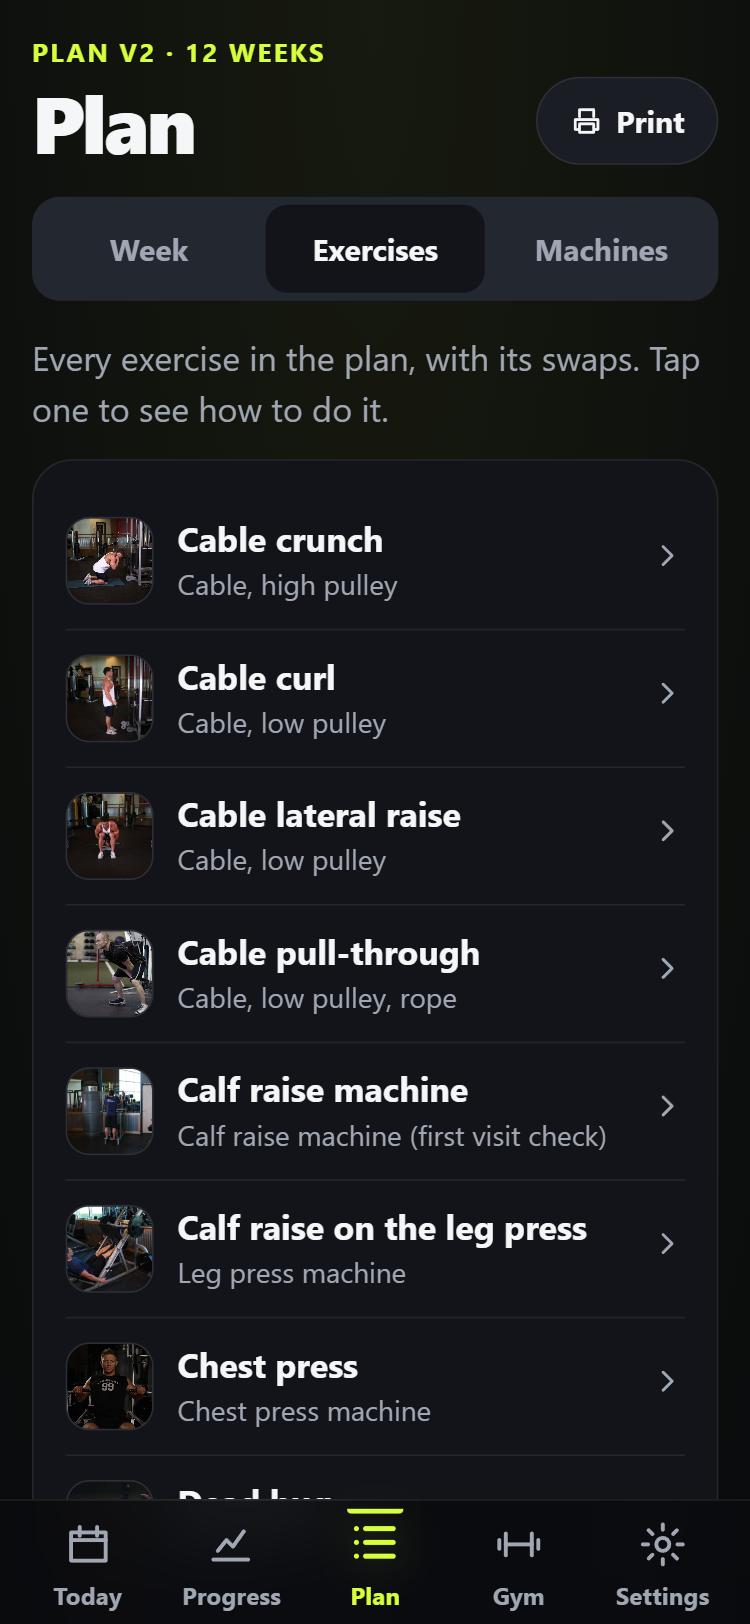 PLAN V2 · 12 WEEKS
Plan
Print
Week
Exercises
Machines
Every exercise in the plan, with its swaps. Tap
one to see how to do it.
Cable crunch
Cable, high pulley
Cable curl
Cable, low pulley
Cable lateral raise
Cable, low pulley
Cable pull-through
Cable, low pulley, rope
Calf raise machine
Calf raise machine (first visit check)
Calf raise on the leg press
Leg press machine
Chest press
99
Chest press machine
Dead bug
Today
Progress
Plan
Gym
Settings